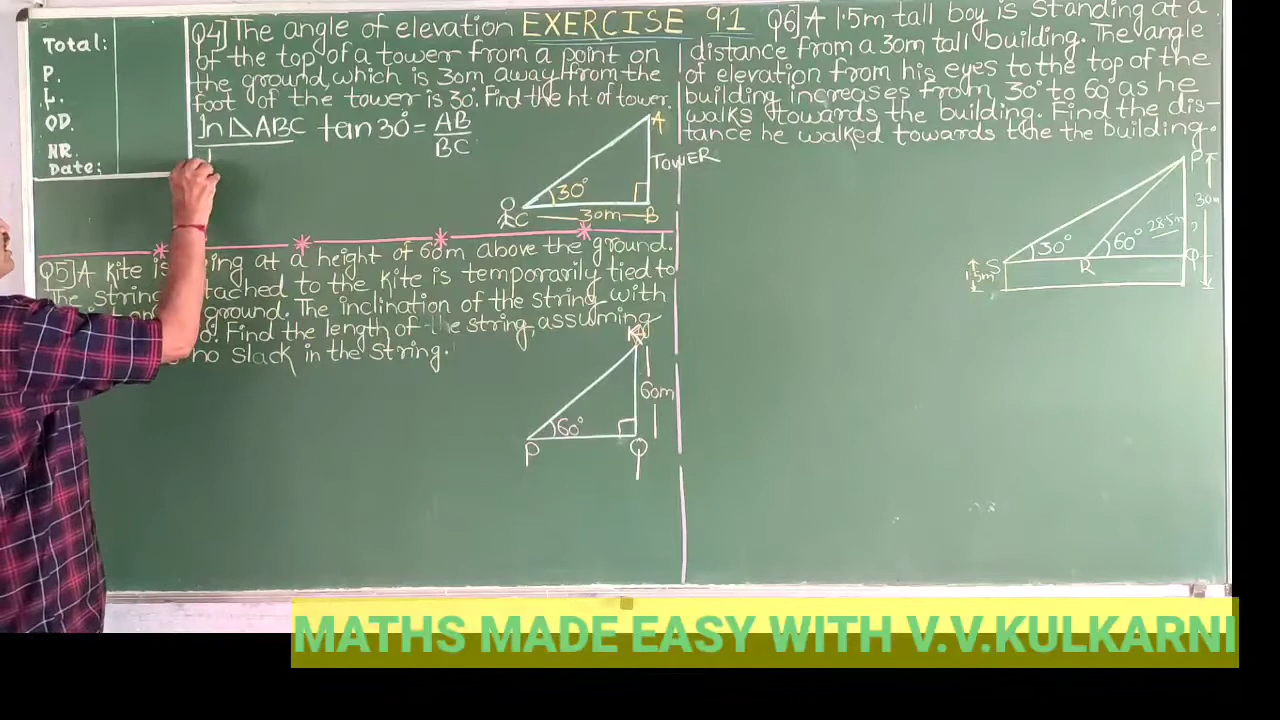 Total:
P.
L.
OD.
NR.
Date:
EXERCISE 9.1
Q4] The angle of elevation
of the top of a tower from a point on
the ground, which is 30m away from the
foot of the tower is 30°. Find the ht of tower.
In △ABC tan 30° = AB/BC
1
A
TOWER
30°
C
30m
B
Q5] A kite is ing at a height of 60m above the ground.
The string tached to the kite is temporarily tied to
ground. The inclination of the string with
Find the length of the string, assuming
no slack in the string.
K
60m
60°
P
Q
Q6] A 1.5m tall boy is standing at a
distance from a 30m tall building. The angle
of elevation from his eyes to the top of the
building increases from 30° to 60° as he
walks towards the building. Find the dis-
tance he walked towards the the building.
P
30m
28.5m
30°
60°
S
R
Q
1.5m
MATHS MADE EASY WITH V.V.KULKARNI